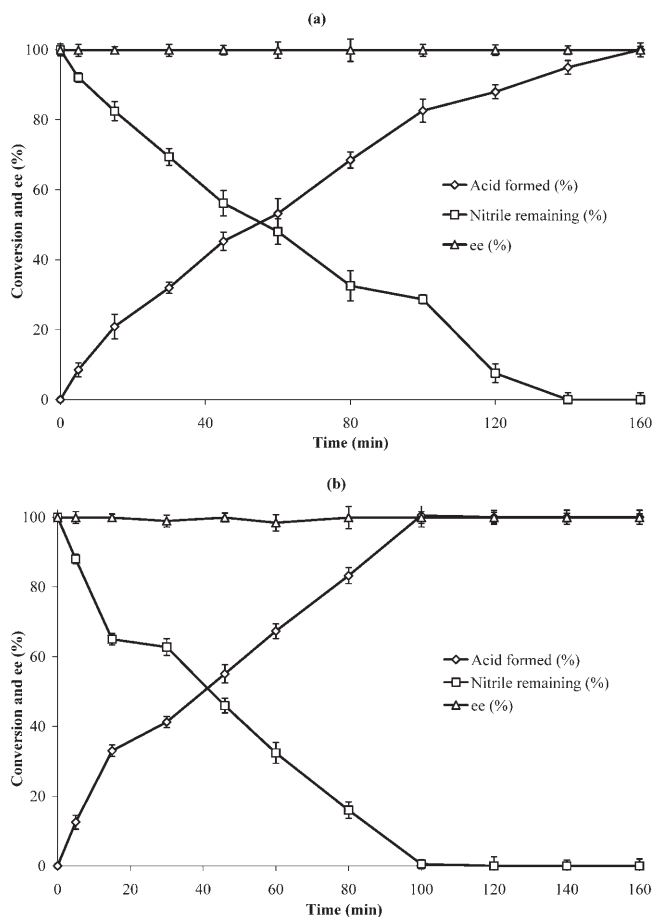 (a)
100
80
60
40
20
0
Conversion and ee (%)
Acid formed (%)
Nitrile remaining (%)
ee (%)
0 40 80 120 160
Time (min)
(b)
100
80
60
40
20
0
Conversion and ee (%)
Acid formed (%)
Nitrile remaining (%)
ee (%)
0 20 40 60 80 100 120 140 160
Time (min)